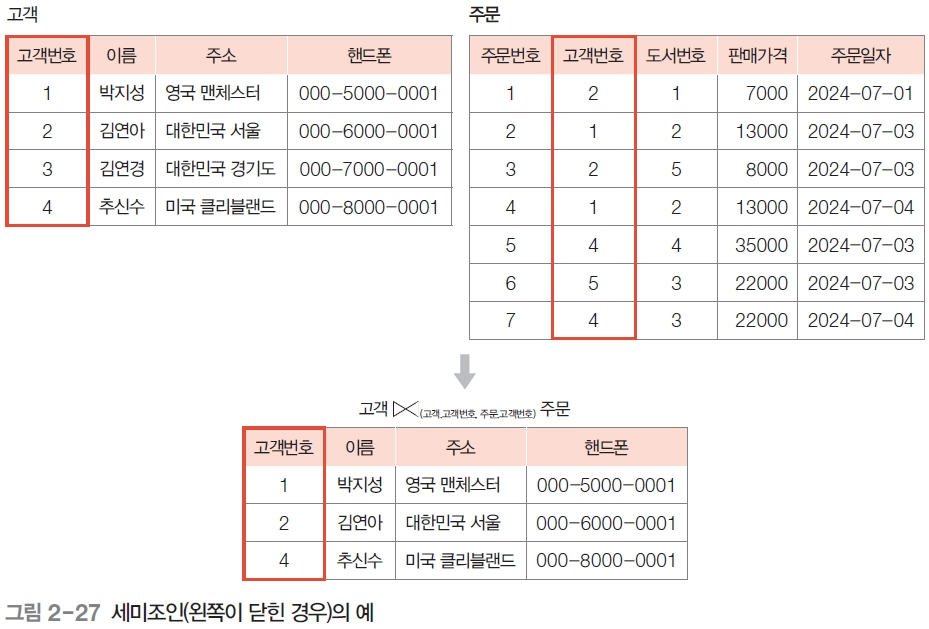 고객
고객번호 이름 주소 핸드폰
1 박지성 영국 맨체스터 000-5000-0001
2 김연아 대한민국 서울 000-6000-0001
3 김연경 대한민국 경기도 000-7000-0001
4 추신수 미국 클리블랜드 000-8000-0001
주문
주문번호 고객번호 도서번호 판매가격 주문일자
1 2 1 7000 2024-07-01
2 1 2 13000 2024-07-03
3 2 5 8000 2024-07-03
4 1 2 13000 2024-07-04
5 4 4 35000 2024-07-03
6 5 3 22000 2024-07-03
7 4 3 22000 2024-07-04
고객 ⋉(고객.고객번호, 주문.고객번호) 주문
고객번호 이름 주소 핸드폰
1 박지성 영국 맨체스터 000-5000-0001
2 김연아 대한민국 서울 000-6000-0001
4 추신수 미국 클리블랜드 000-8000-0001
그림 2-27 세미조인(왼쪽이 닫힌 경우)의 예